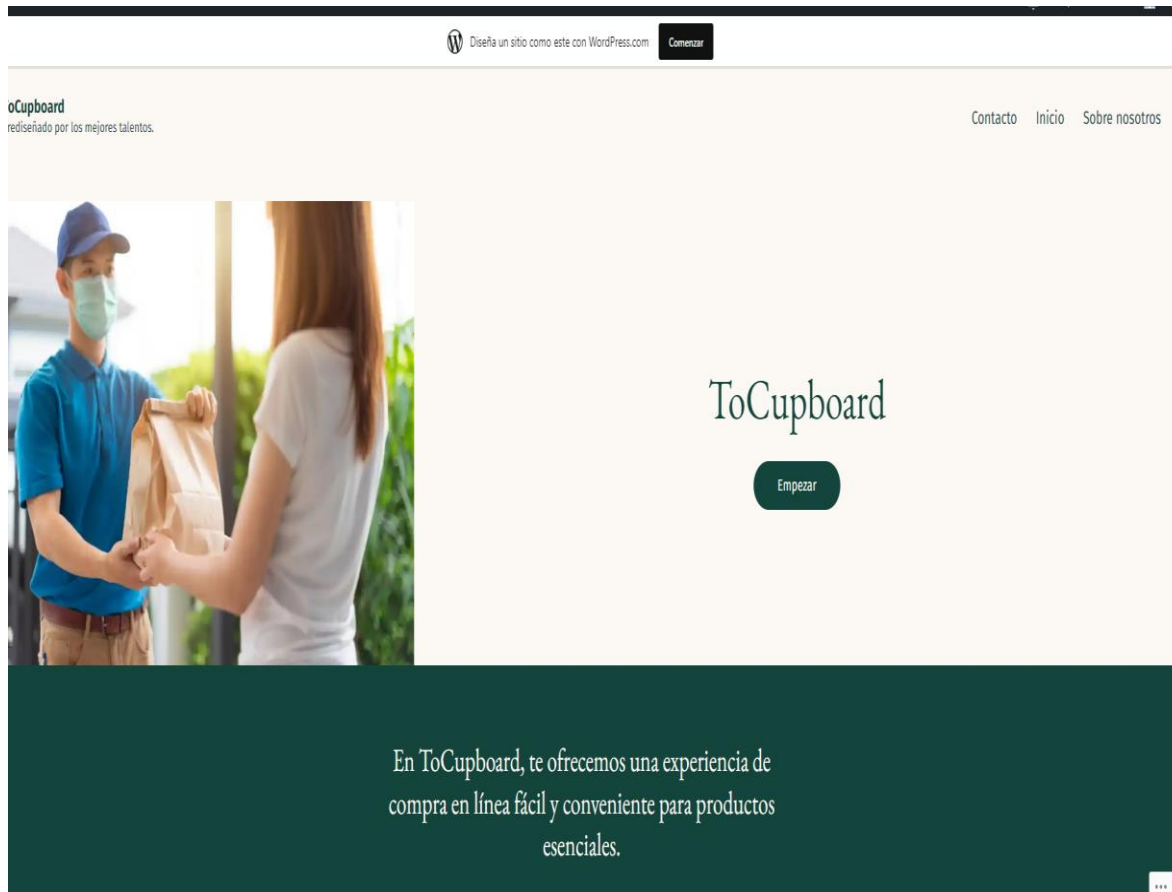 Diseña un sitio como este con WordPress.com
Comenzar
oCupboard
rediseñado por los mejores talentos.
Contacto Inicio Sobre nosotros
ToCupboard
Empezar
En ToCupboard, te ofrecemos una experiencia de
compra en línea fácil y conveniente para productos
esenciales.